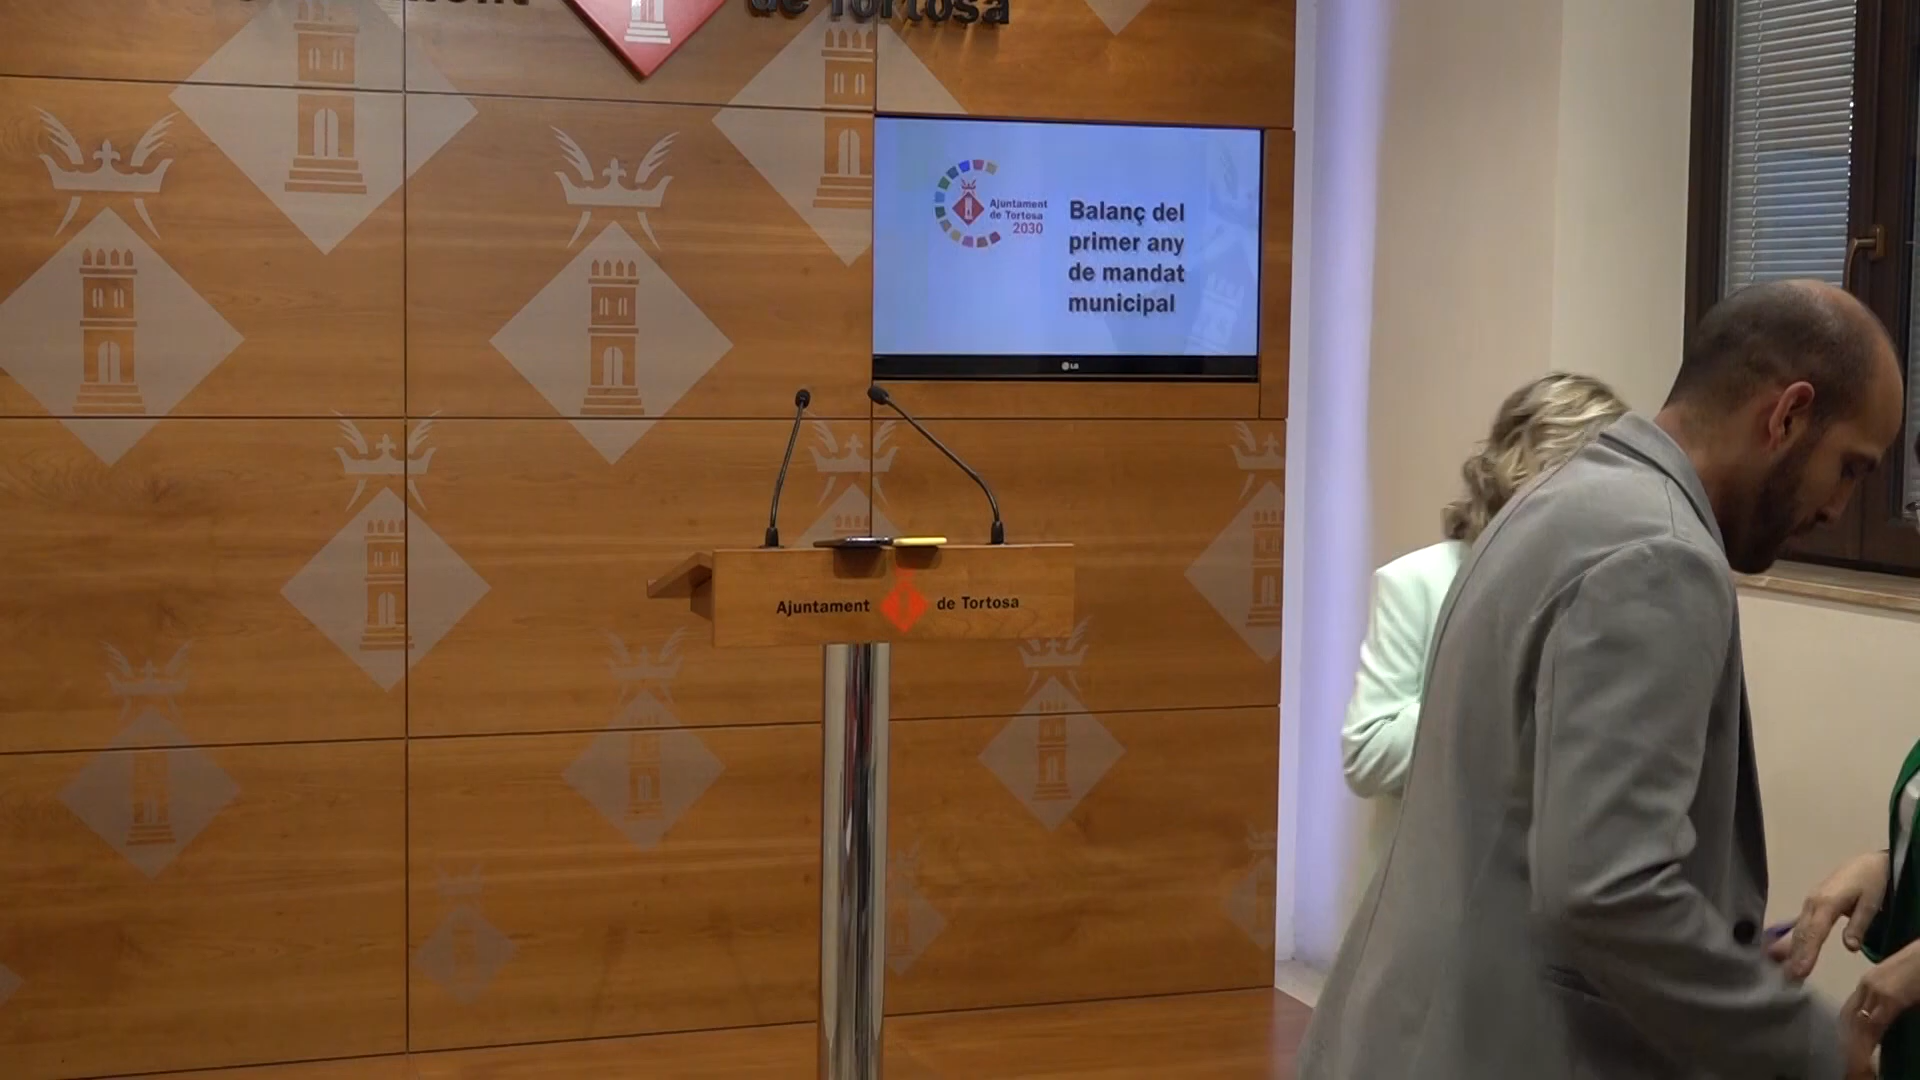 de Tortosa
Ajuntament
de Tortosa
2030
Balanç del
primer any
de mandat
municipal
LG
Ajuntament de Tortosa